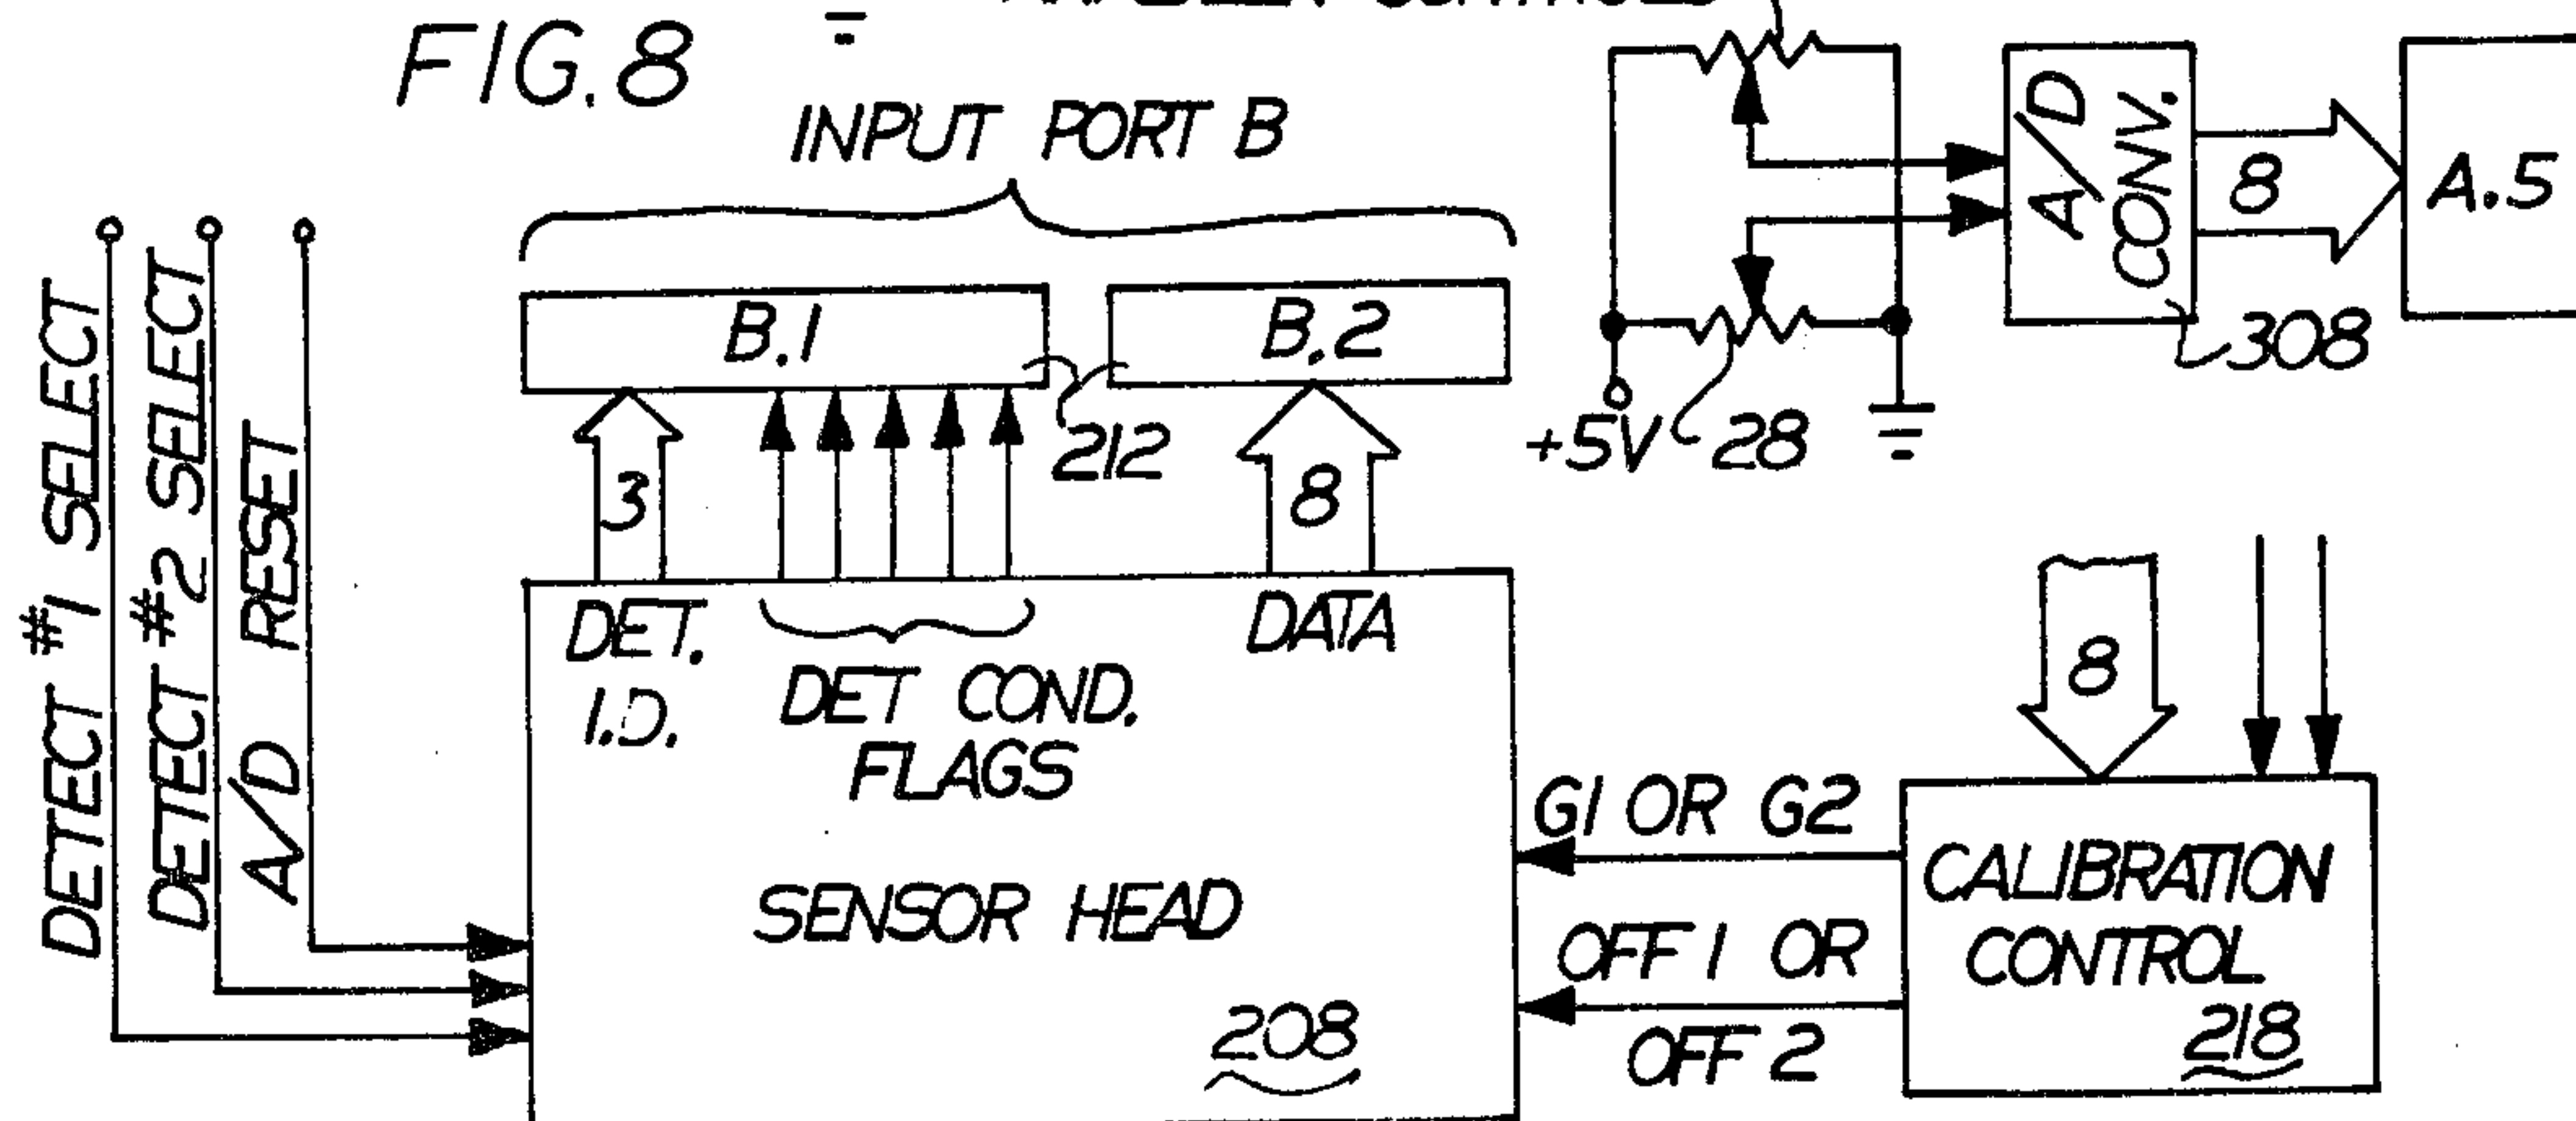 FIG. 8
INPUT PORT B
A/D
CONV.
8
A.5
308
B.1
B.2
212
+5V
28
3
8
DETECT #1 SELECT
DETECT #2 SELECT
A/D RESET
DET.
I.D.
DET COND.
FLAGS
DATA
8
SENSOR HEAD
208
G1 OR G2
OFF 1 OR
OFF 2
CALIBRATION
CONTROL
218